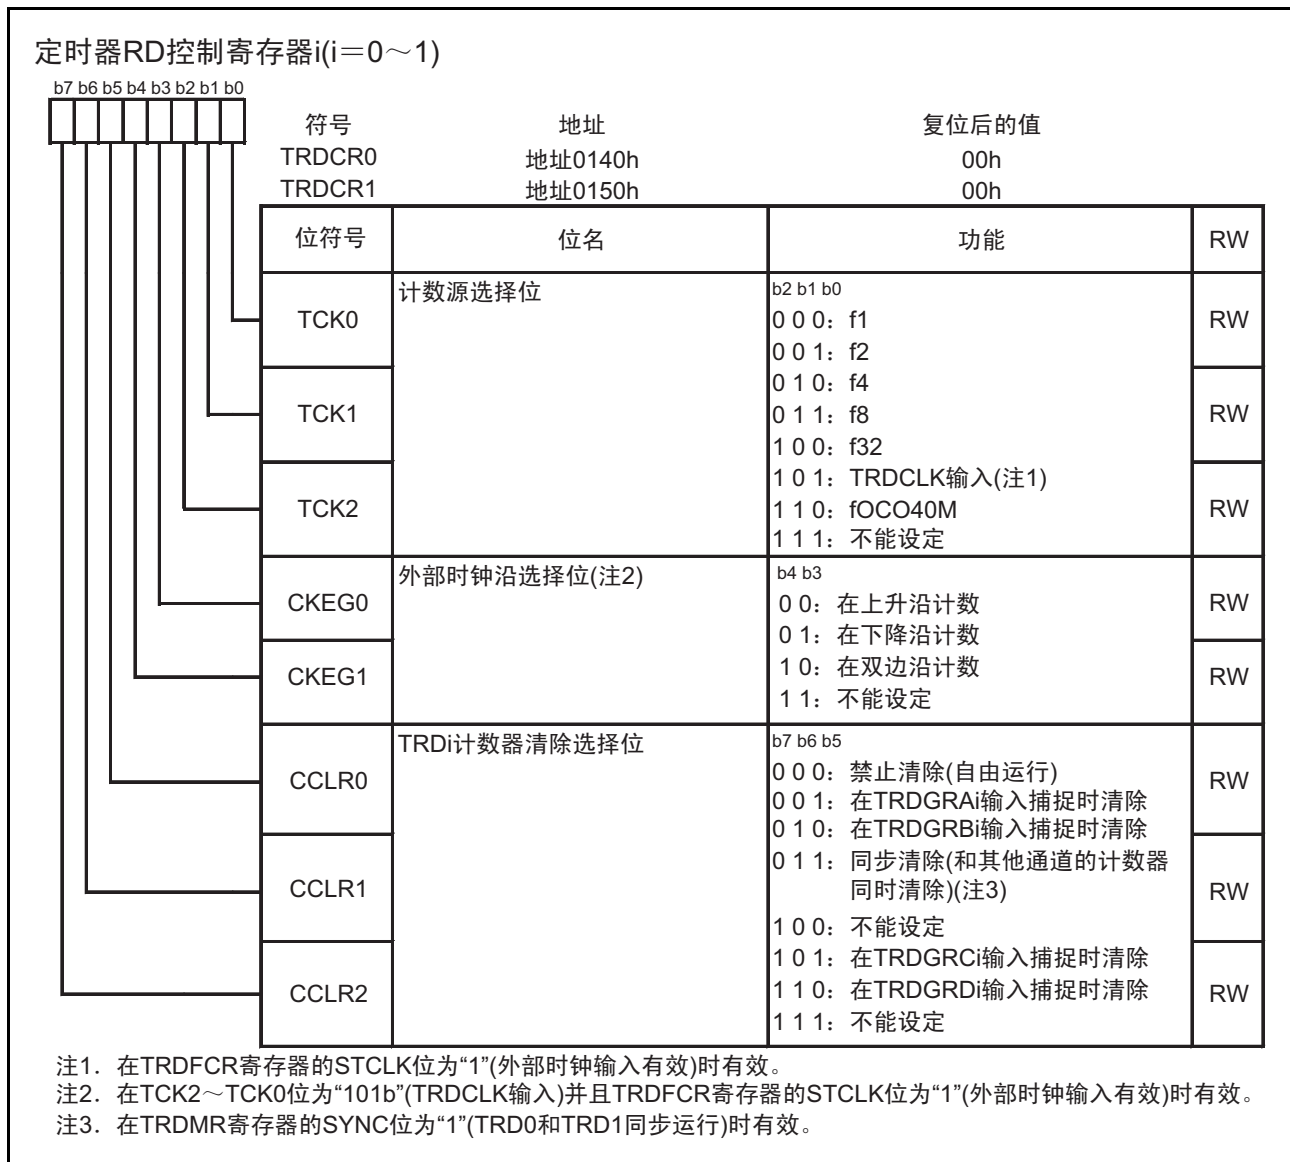 定时器RD控制寄存器i(i＝0～1)
b7 b6 b5 b4 b3 b2 b1 b0
符号 地址 复位后的值
TRDCR0 地址0140h 00h
TRDCR1 地址0150h 00h
位符号 位名 功能 RW
TCK0 计数源选择位 b2 b1 b0 RW
0 0 0：f1
0 0 1：f2
TCK1 0 1 0：f4 RW
0 1 1：f8
1 0 0：f32
TCK2 1 0 1：TRDCLK输入(注1) RW
1 1 0：fOCO40M
1 1 1：不能设定
CKEG0 外部时钟沿选择位(注2) b4 b3 RW
0 0：在上升沿计数
0 1：在下降沿计数
CKEG1 1 0：在双边沿计数 RW
1 1：不能设定
CCLR0 TRDi计数器清除选择位 b7 b6 b5 RW
0 0 0：禁止清除(自由运行)
0 0 1：在TRDGRAi输入捕捉时清除
0 1 0：在TRDGRBi输入捕捉时清除
CCLR1 0 1 1：同步清除(和其他通道的计数器 RW
同时清除)(注3)
1 0 0：不能设定
CCLR2 1 0 1：在TRDGRCi输入捕捉时清除 RW
1 1 0：在TRDGRDi输入捕捉时清除
1 1 1：不能设定
注1. 在TRDFCR寄存器的STCLK位为“1”(外部时钟输入有效)时有效。
注2. 在TCK2～TCK0位为“101b”(TRDCLK输入)并且TRDFCR寄存器的STCLK位为“1”(外部时钟输入有效)时有效。
注3. 在TRDMR寄存器的SYNC位为“1”(TRD0和TRD1同步运行)时有效。